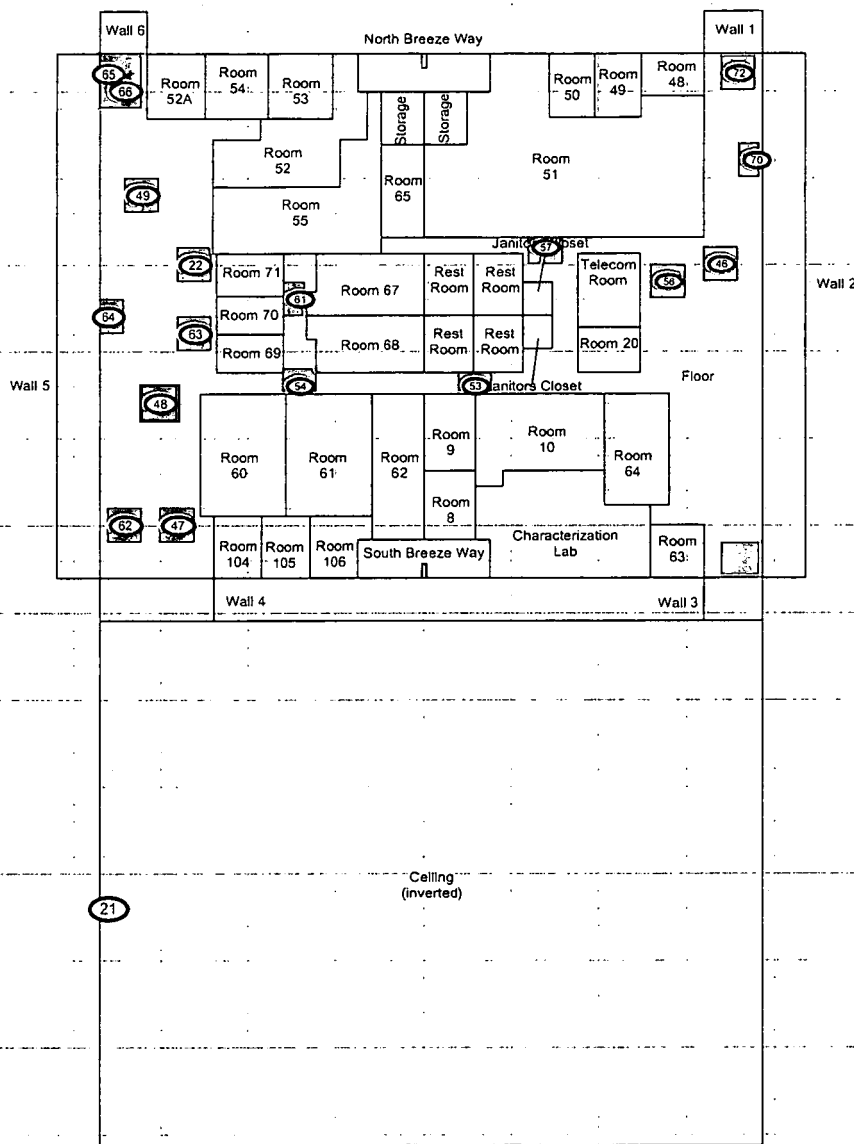 Wall 6
Wall 1
North Breeze Way
65
66
Room
52A
Room
54
Room
53
Storage
Storage
Room
50
Room
49
Room
48
72
Room
52
Room
51
70
49
Room
65
Room
55
Janitors Closet
57
22
Room 71
61
Room 67
Rest
Room
Rest
Room
Telecom
Room
56
46
Wall 2
64
63
Room 70
Room 69
Room 68
Rest
Room
Rest
Room
Room 20
Floor
Wall 5
48
54
53
Janitors Closet
Room
60
Room
61
Room
62
Room
9
Room
10
Room
64
62
47
Room
8
Room
104
Room
105
Room
106
South Breeze Way
Characterization
Lab
Room
63
Wall 4
Wall 3
Ceiling
(inverted)
21